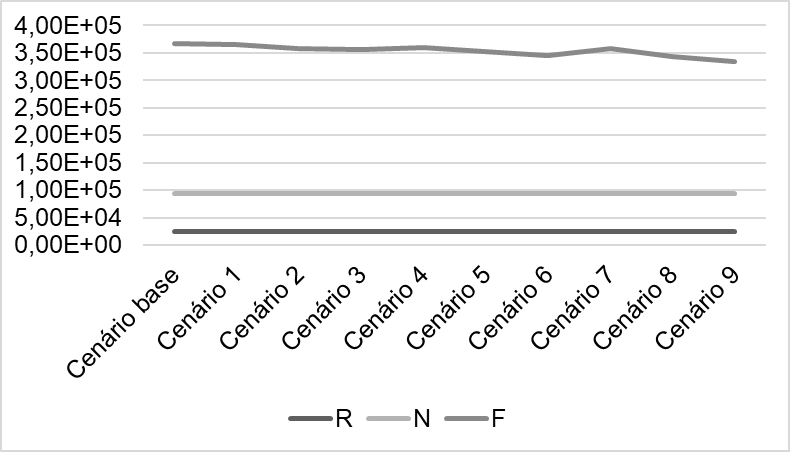 4,00E+05
3,50E+05
3,00E+05
2,50E+05
2,00E+05
1,50E+05
1,00E+05
5,00E+04
0,00E+00
Cenário base
Cenário 1
Cenário 2
Cenário 3
Cenário 4
Cenário 5
Cenário 6
Cenário 7
Cenário 8
Cenário 9
R N F